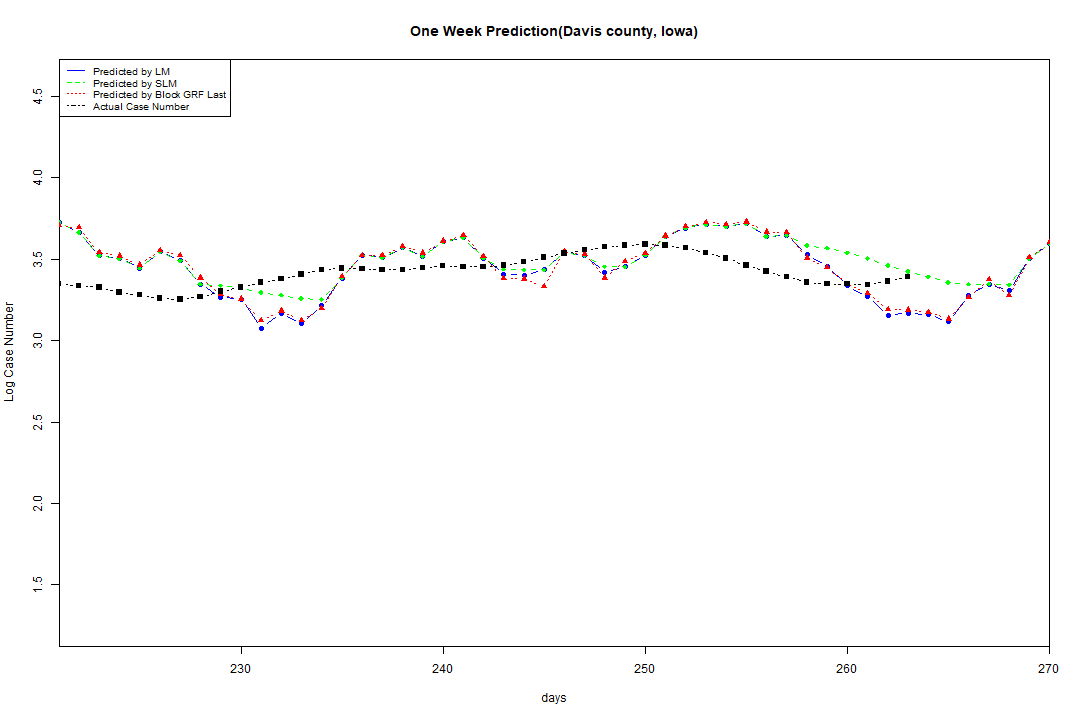 One Week Prediction(Davis county, Iowa)
Predicted by LM
Predicted by SLM
Predicted by Block GRF Last
Actual Case Number
4.5
4.0
3.5
3.0
2.5
2.0
1.5
Log Case Number
230 240 250 260 270
days